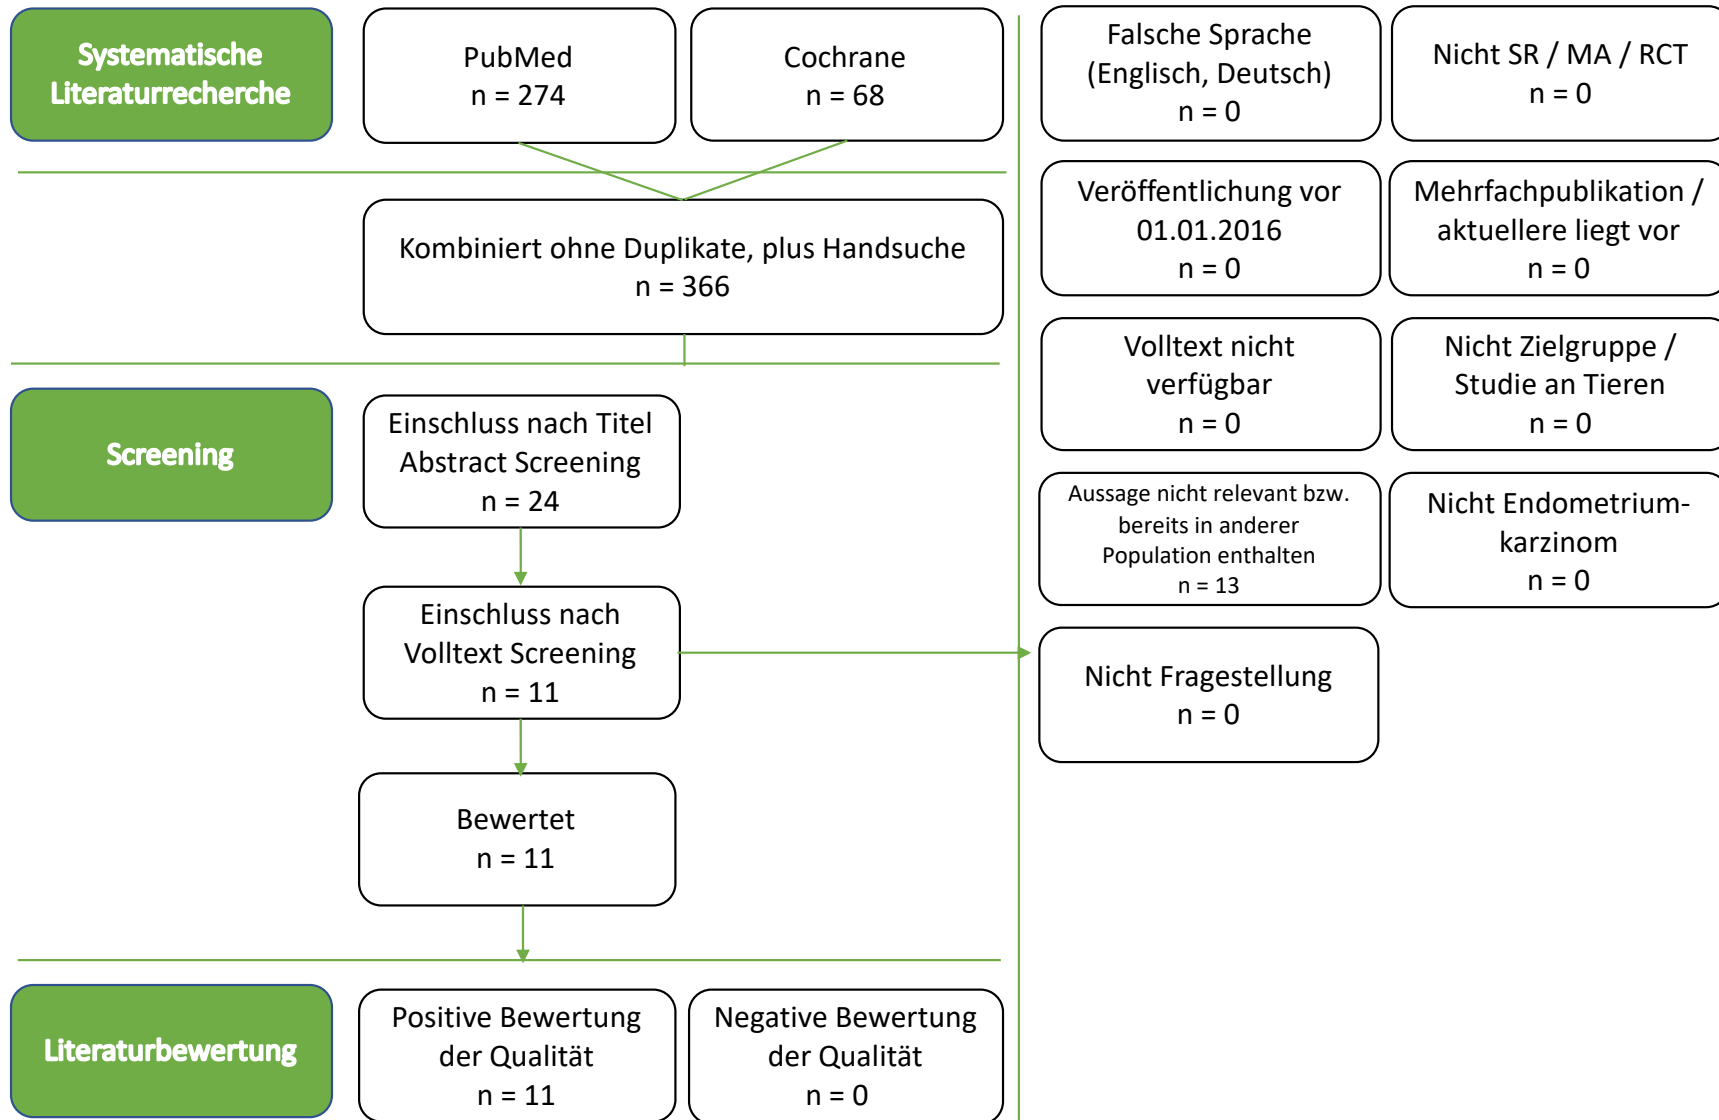 Systematische
Literaturrecherche
PubMed
n = 274
Cochrane
n = 68
Kombiniert ohne Duplikate, plus Handsuche
n = 366
Screening
Einschluss nach Titel
Abstract Screening
n = 24
Einschluss nach
Volltext Screening
n = 11
Bewertet
n = 11
Literaturbewertung
Positive Bewertung
der Qualität
n = 11
Negative Bewertung
der Qualität
n = 0
Falsche Sprache
(Englisch, Deutsch)
n = 0
Nicht SR / MA / RCT
n = 0
Veröffentlichung vor
01.01.2016
n = 0
Mehrfachpublikation /
aktuellere liegt vor
n = 0
Volltext nicht
verfügbar
n = 0
Nicht Zielgruppe /
Studie an Tieren
n = 0
Aussage nicht relevant bzw.
bereits in anderer
Population enthalten
n = 13
Nicht Endometrium-
karzinom
n = 0
Nicht Fragestellung
n = 0